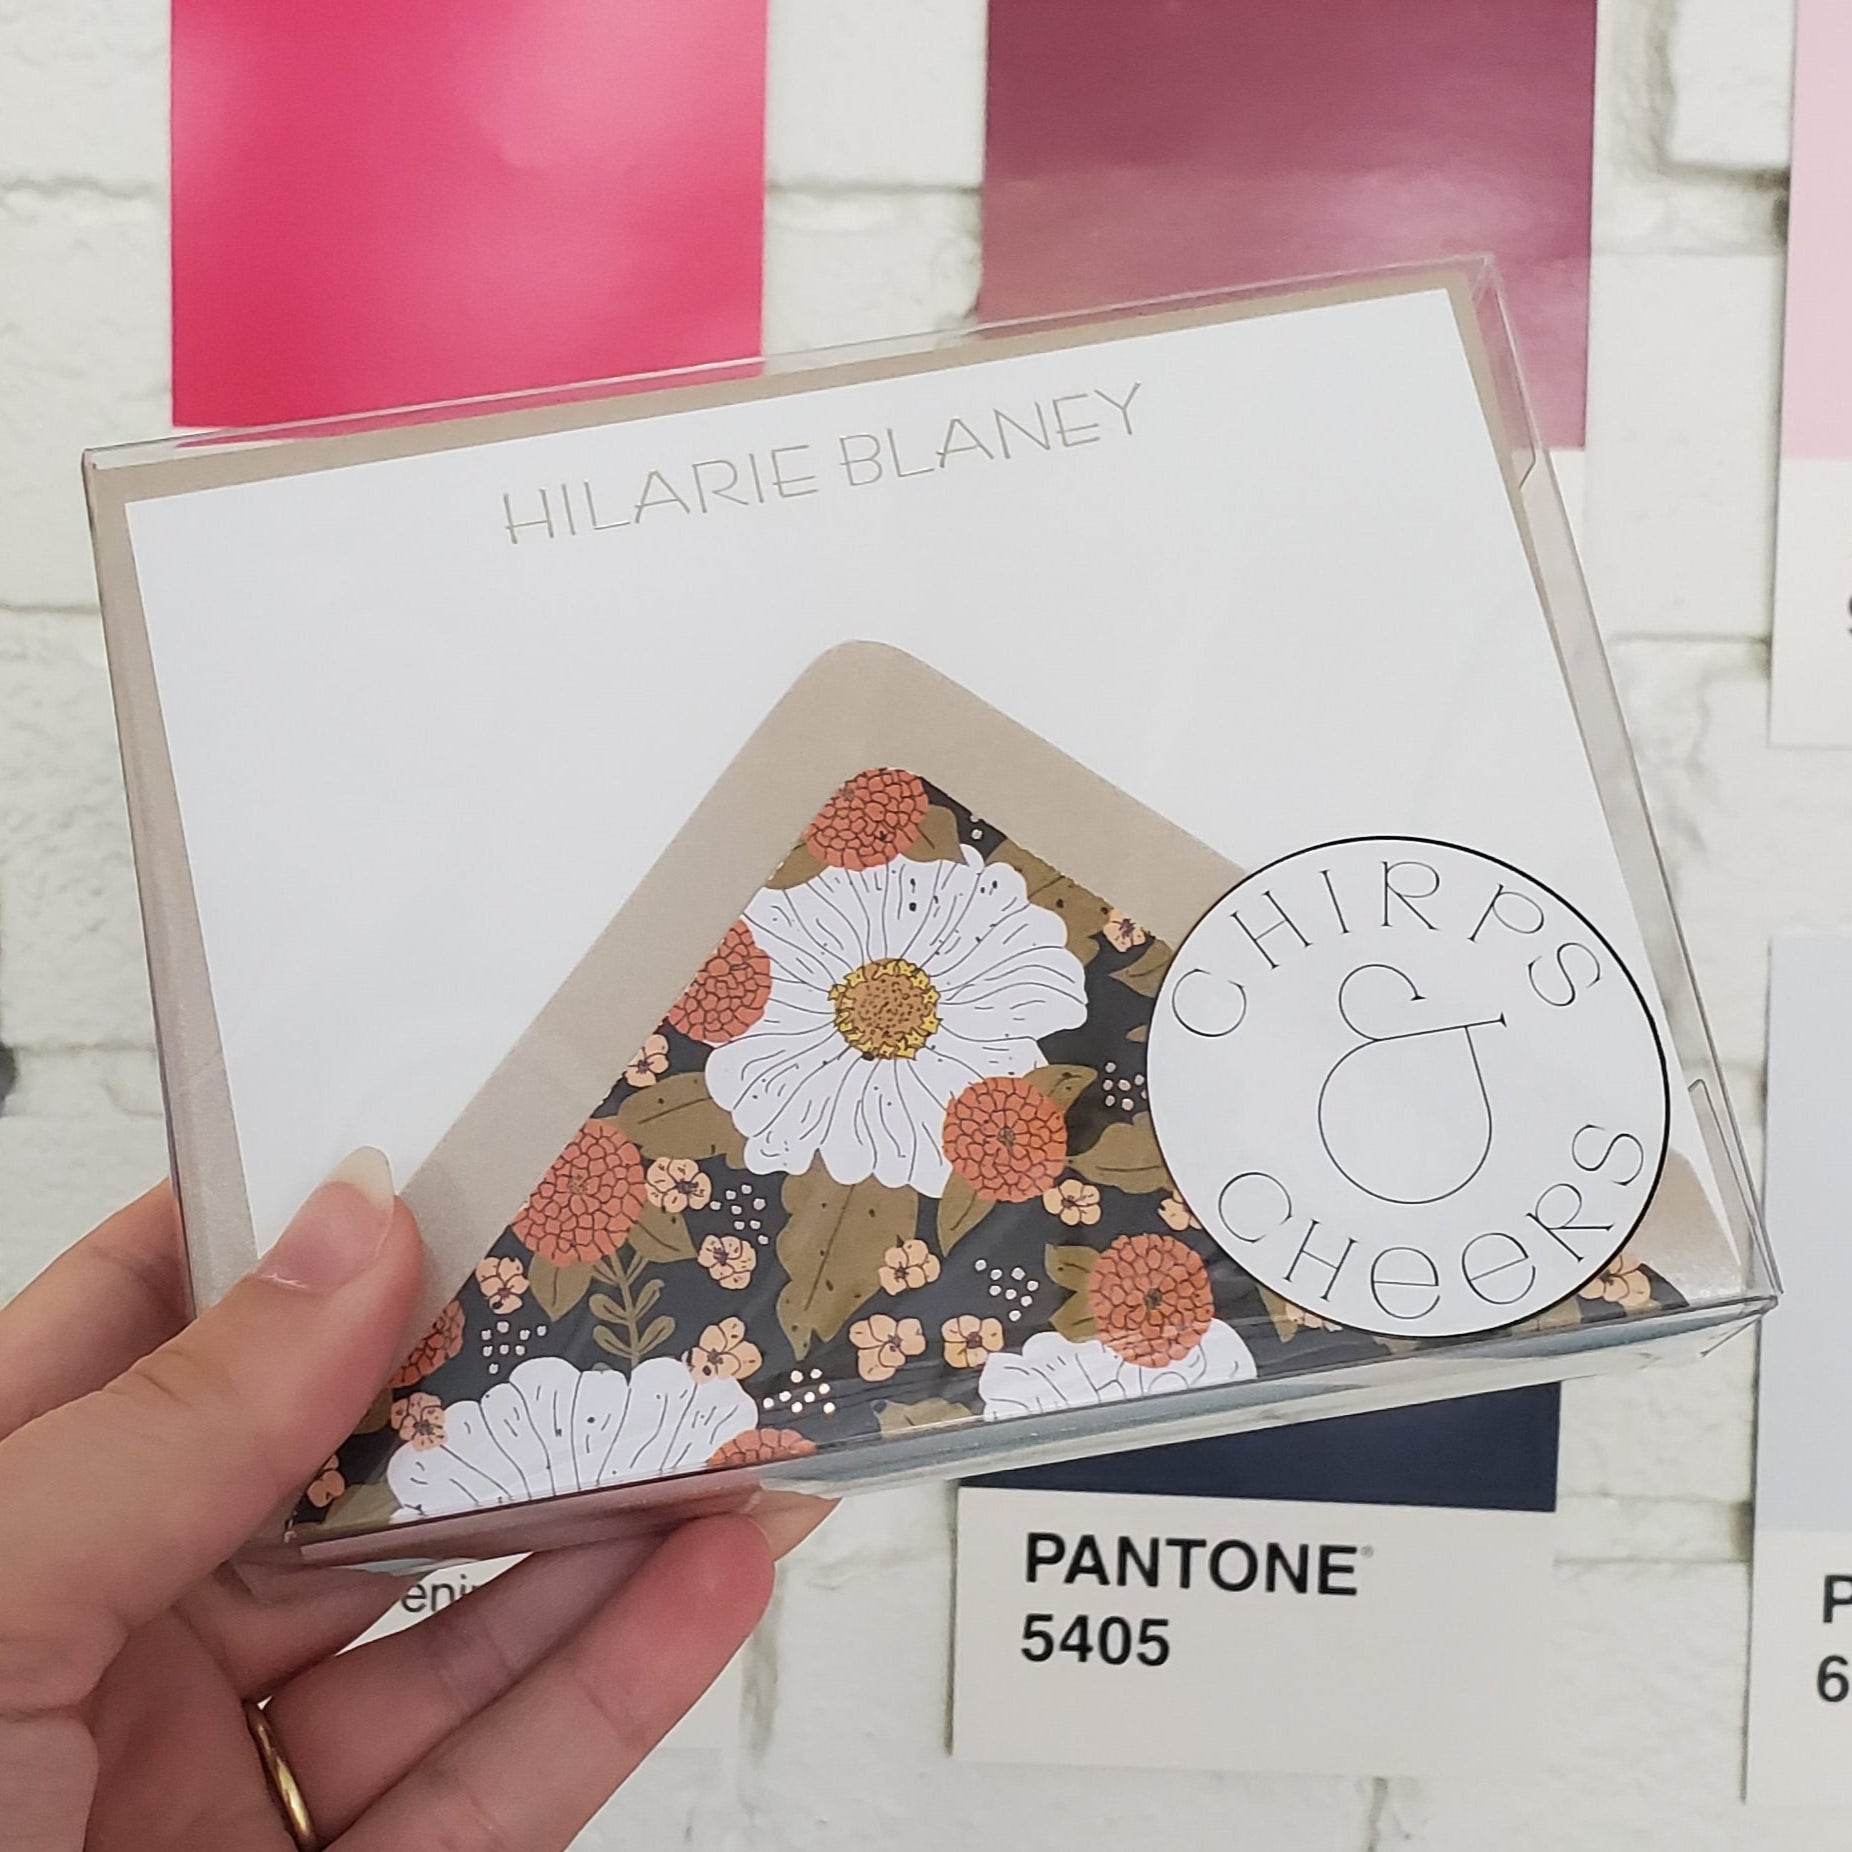 HILARIE BLANEY
CHIRPS
&
CHEERS
PANTONE®
5405